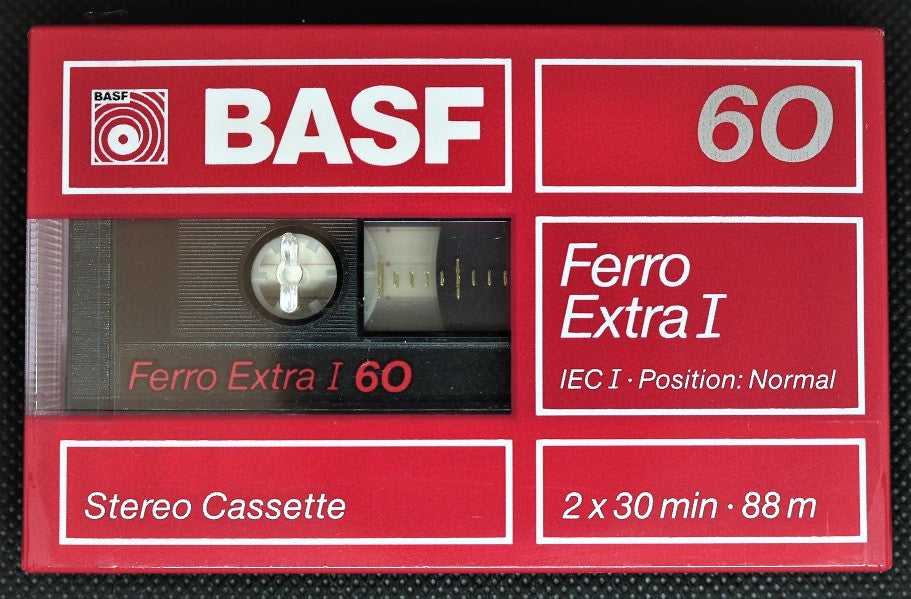 BASF
BASF
60
Ferro
Extra I
IEC I · Position: Normal
Ferro Extra I 60
Stereo Cassette
2 x 30 min · 88 m